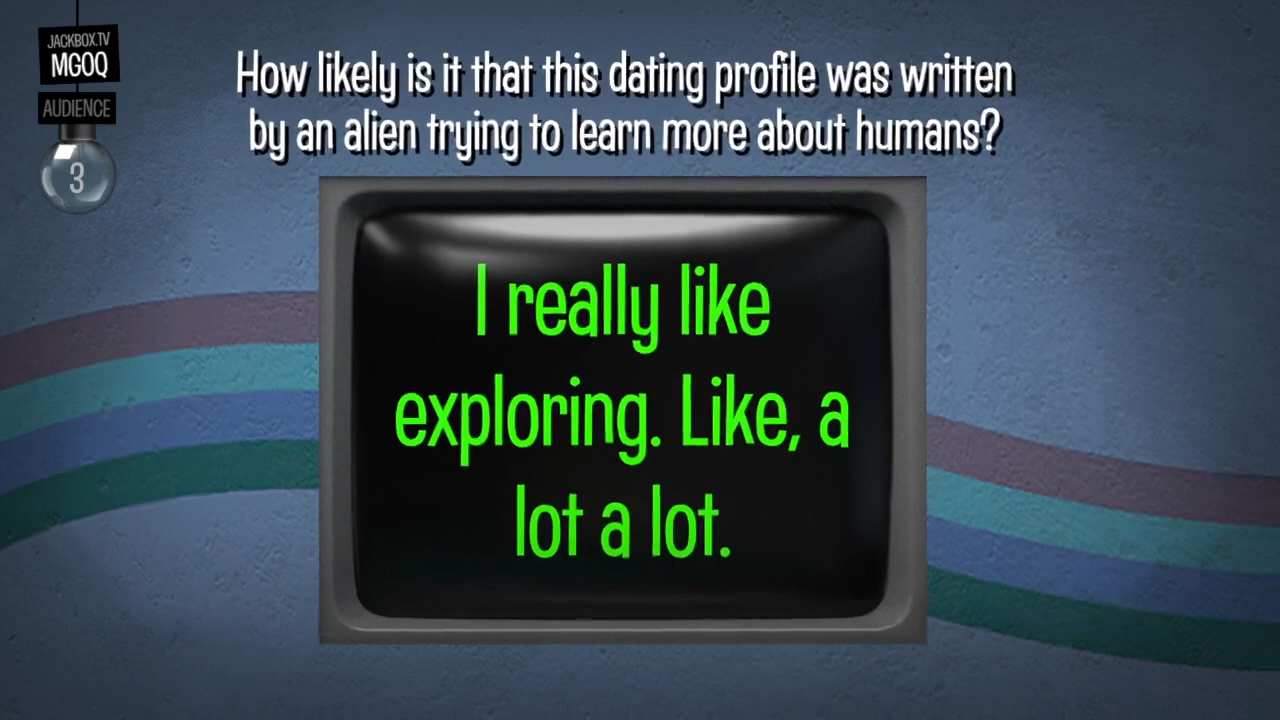 JACKBOX.TV
MGOQ
AUDIENCE
3
How likely is it that this dating profile was written
by an alien trying to learn more about humans?
I really like
exploring. Like, a
lot a lot.